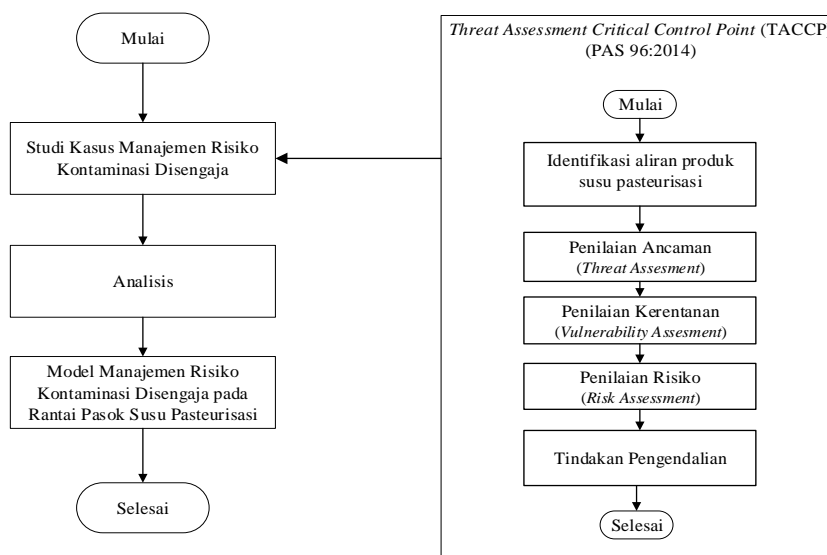 Mulai
Studi Kasus Manajemen Risiko
Kontaminasi Disengaja
Analisis
Model Manajemen Risiko
Kontaminasi Disengaja pada
Rantai Pasok Susu Pasteurisasi
Selesai
Threat Assessment Critical Control Point (TACCP)
(PAS 96:2014)
Mulai
Identifikasi aliran produk
susu pasteurisasi
Penilaian Ancaman
(Threat Assesment)
Penilaian Kerentanan
(Vulnerability Assesment)
Penilaian Risiko
(Risk Assessment)
Tindakan Pengendalian
Selesai